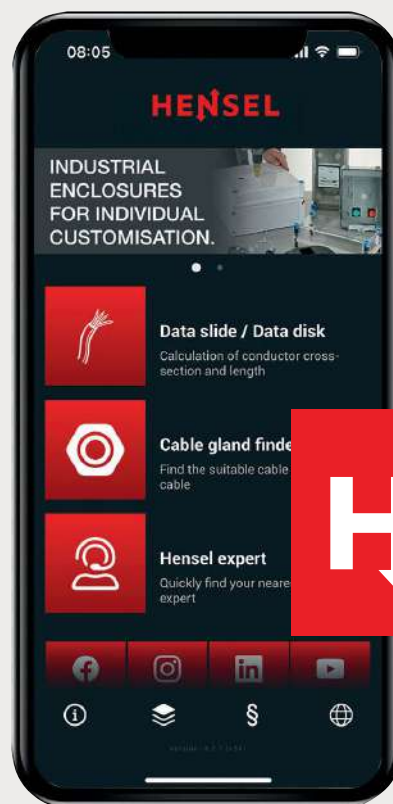 08:05
HENSEL
INDUSTRIAL
ENCLOSURES
FOR INDIVIDUAL
CUSTOMISATION.
Data slide / Data disk
Calculation of conductor cross-
section and length
Cable gland finde
Find the suitable cable
cable
Hensel expert
Quickly find your neare
expert
in
§
H